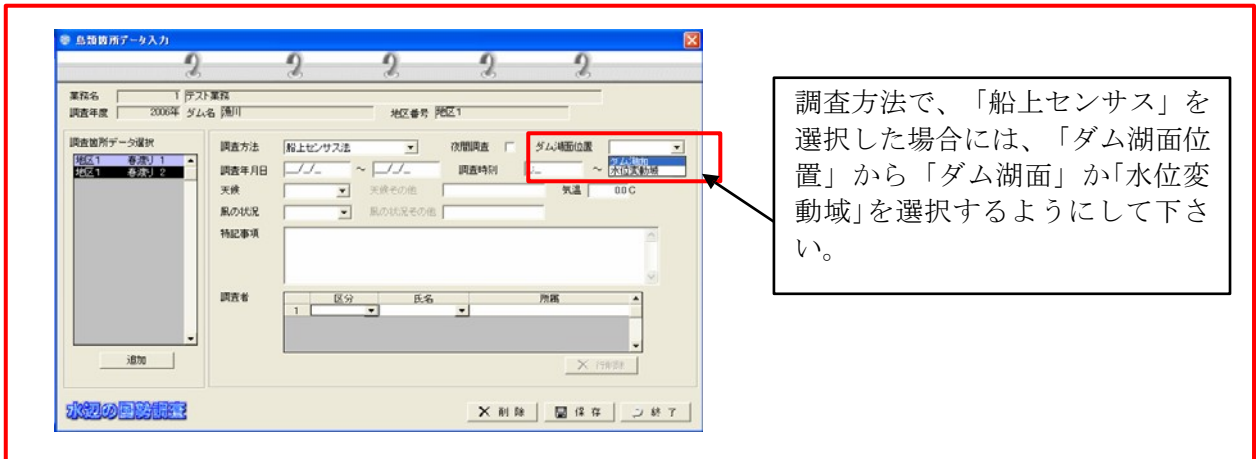 鳥類箇所データ入力
業務名 1 テスト業務
調査年度 2006年 ダム名 漁川 地区番号 地区1
調査箇所データ選択
地区1 春渡り 1
地区1 春渡り 2
追加
調査方法 船上センサス法 夜間調査 ダム湖面位置
ダム湖面
水位変動域
調査年月日 _/_/_ ～ _/_/_ 調査時刻 ～
天候 天候その他 気温 0.0 C
風の状況 風の状況その他
特記事項
調査者 区分 氏名 所属
1
行削除
水辺の国勢調査
削除 保存 終了
調査方法で、「船上センサス」を
選択した場合には、「ダム湖面位
置」から「ダム湖面」か「水位変
動域」を選択するようにして下さ
い。